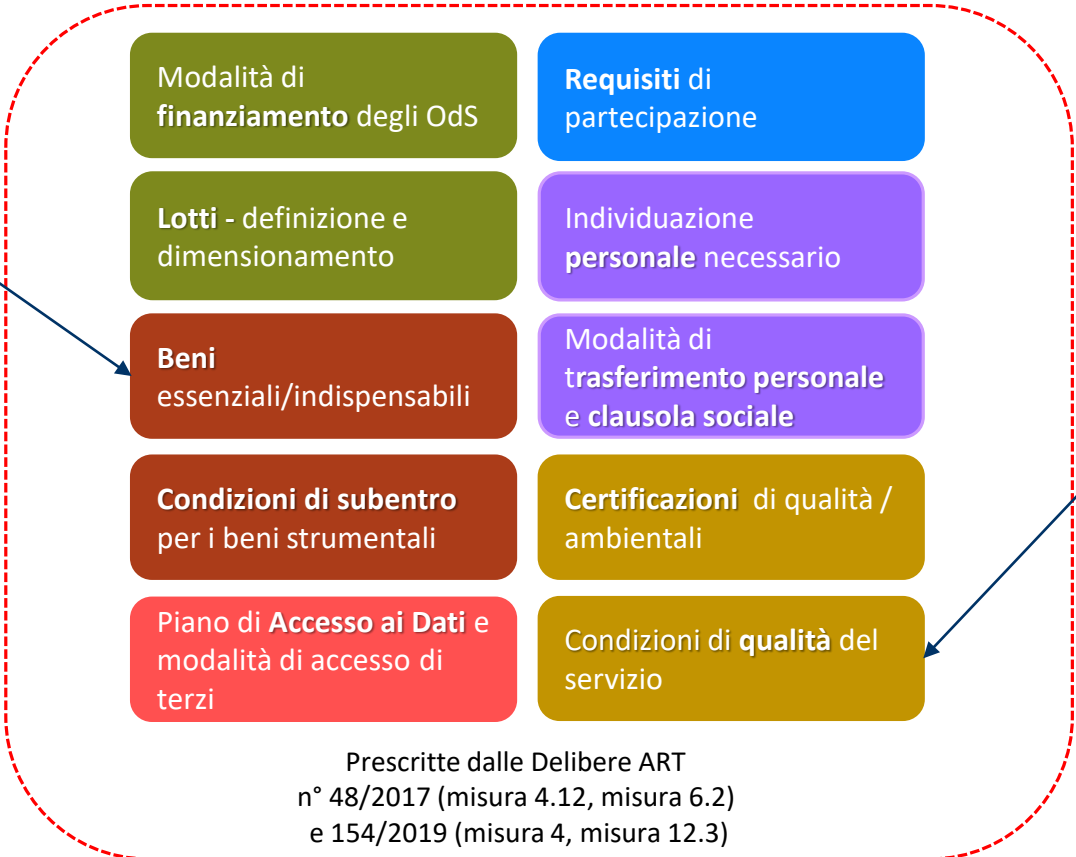 Modalità di
finanziamento degli OdS
Requisiti di
partecipazione
Lotti - definizione e
dimensionamento
Individuazione
personale necessario
Beni
essenziali/indispensabili
Modalità di
trasferimento personale
e clausola sociale
Condizioni di subentro
per i beni strumentali
Certificazioni di qualità /
ambientali
Piano di Accesso ai Dati e
modalità di accesso di
terzi
Condizioni di qualità del
servizio
Prescritte dalle Delibere ART
n° 48/2017 (misura 4.12, misura 6.2)
e 154/2019 (misura 4, misura 12.3)